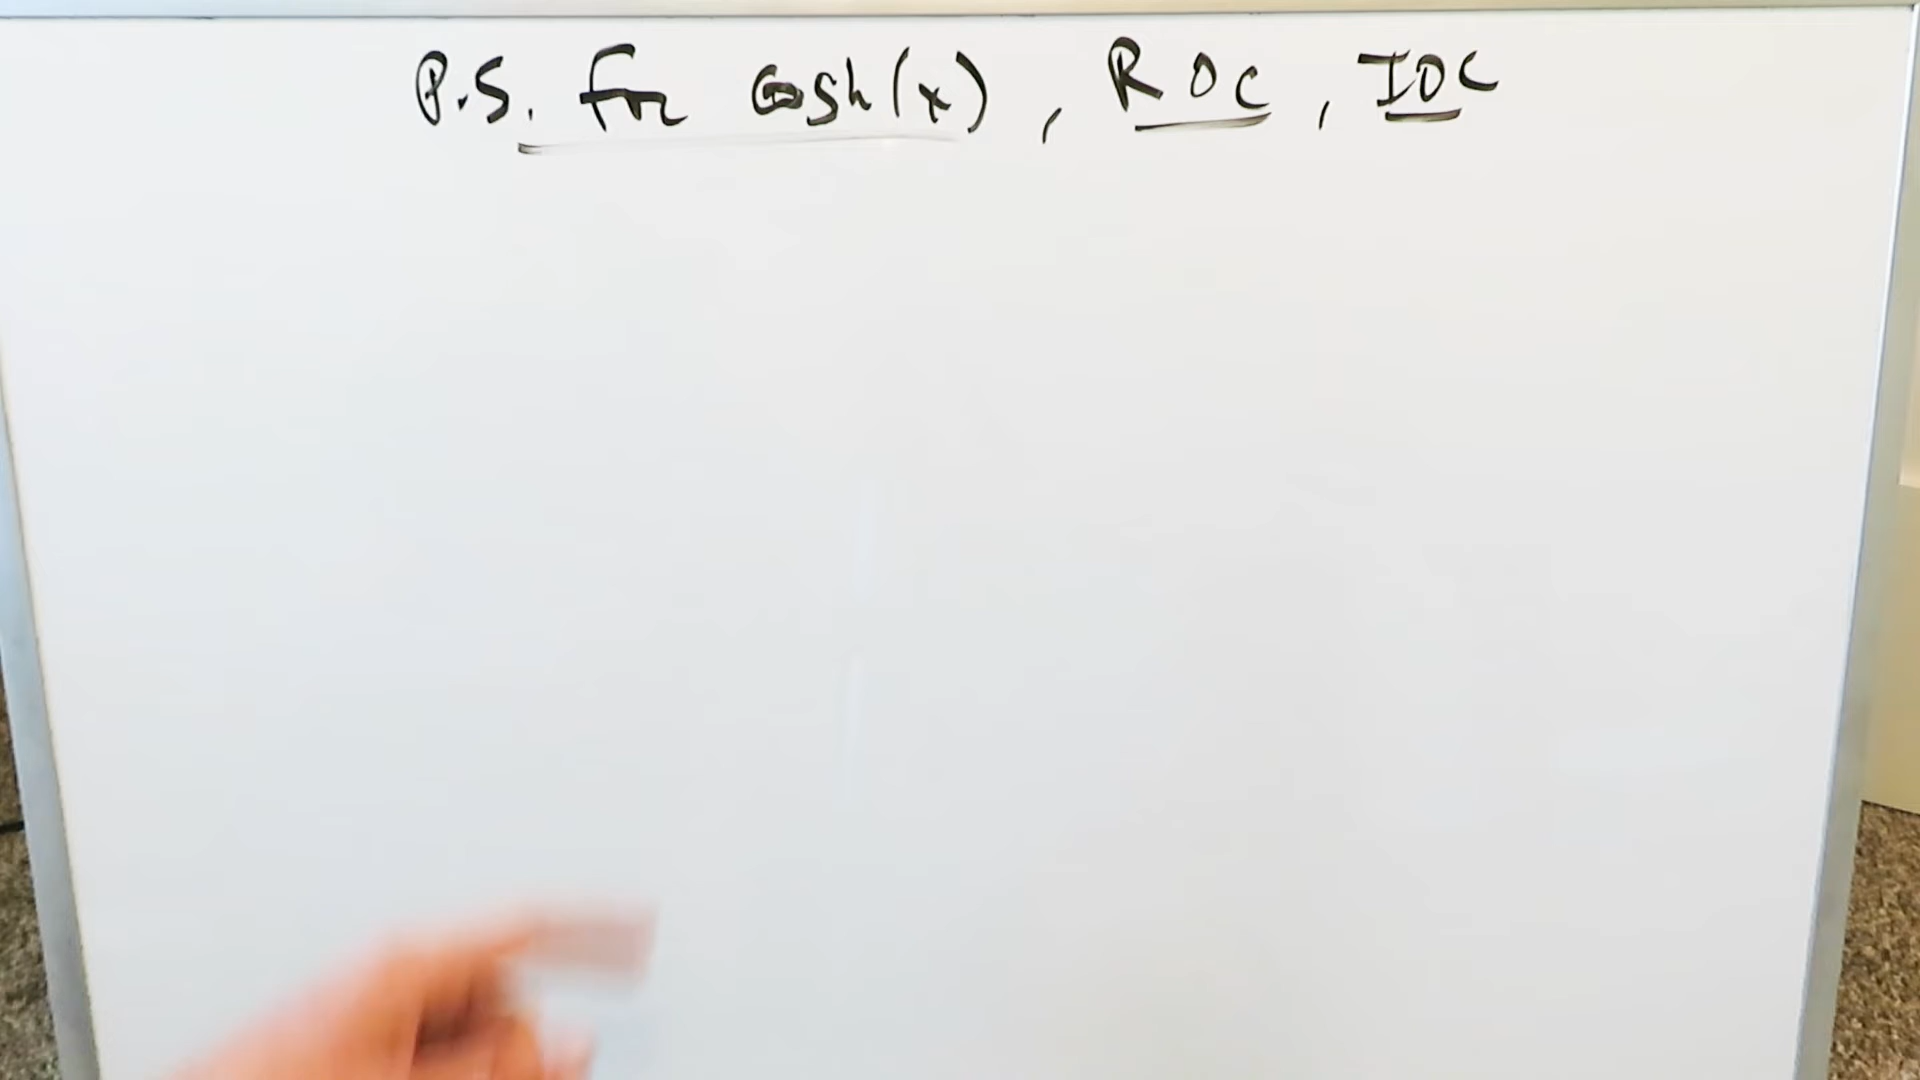 P.S. For cosh(x), ROC, IOC